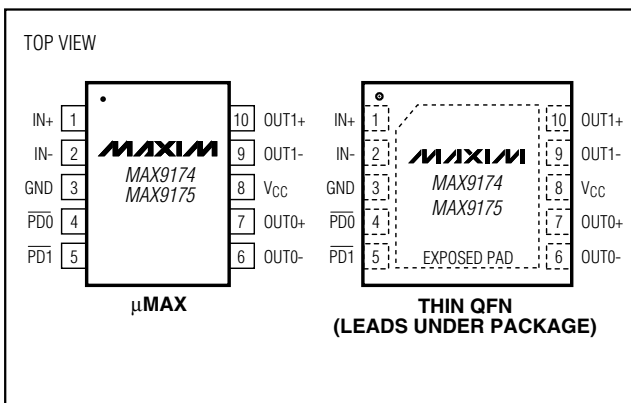 TOP VIEW
IN+ 1
IN- 2
GND 3
PD0 4
PD1 5
MAXIM
MAX9174
MAX9175
10 OUT1+
9 OUT1-
8 VCC
7 OUT0+
6 OUT0-
µMAX
IN+ 1
IN- 2
GND 3
PD0 4
PD1 5
MAXIM
MAX9174
MAX9175
EXPOSED PAD
10 OUT1+
9 OUT1-
8 VCC
7 OUT0+
6 OUT0-
THIN QFN
(LEADS UNDER PACKAGE)